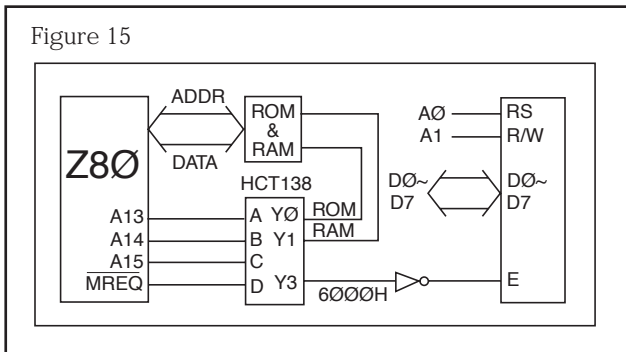 Figure 15
ADDR
DATA
Z8Ø
ROM
&
RAM
HCT138
A13
A14
A15
MREQ
A YØ
B Y1
C
D Y3
ROM
RAM
6ØØØH
AØ
A1
DØ~
D7
RS
R/W
DØ~
D7
E